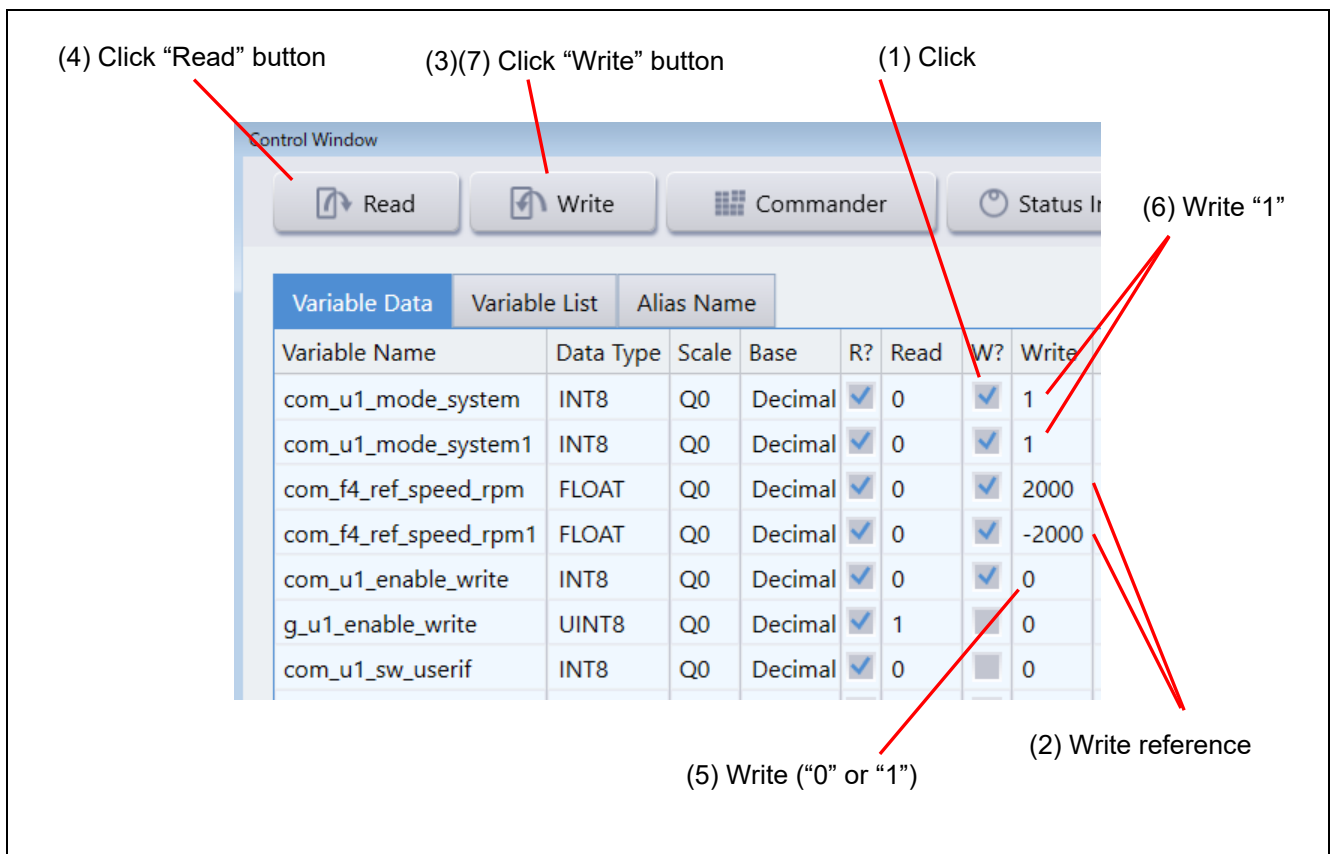 (4) Click “Read” button
(3)(7) Click “Write” button
(1) Click
Control Window
Read
Write
Commander
Status I
(6) Write “1”
Variable Data
Variable List
Alias Name
Variable Name Data Type Scale Base R? Read W? Write
com_u1_mode_system INT8 Q0 Decimal 0 1
com_u1_mode_system1 INT8 Q0 Decimal 0 1
com_f4_ref_speed_rpm FLOAT Q0 Decimal 0 2000
com_f4_ref_speed_rpm1 FLOAT Q0 Decimal 0 -2000
com_u1_enable_write INT8 Q0 Decimal 0 0
g_u1_enable_write UINT8 Q0 Decimal 1 0
com_u1_sw_userif INT8 Q0 Decimal 0 0
(2) Write reference
(5) Write (“0” or “1”)